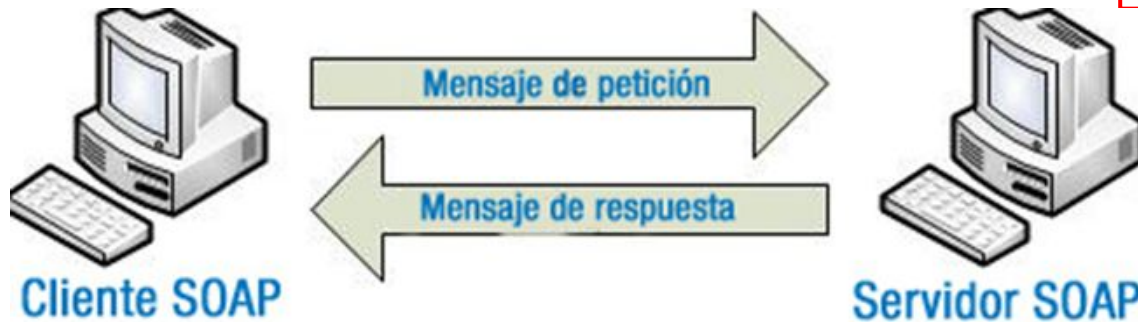 Mensaje de petición
Mensaje de respuesta
Cliente SOAP
Servidor SOAP